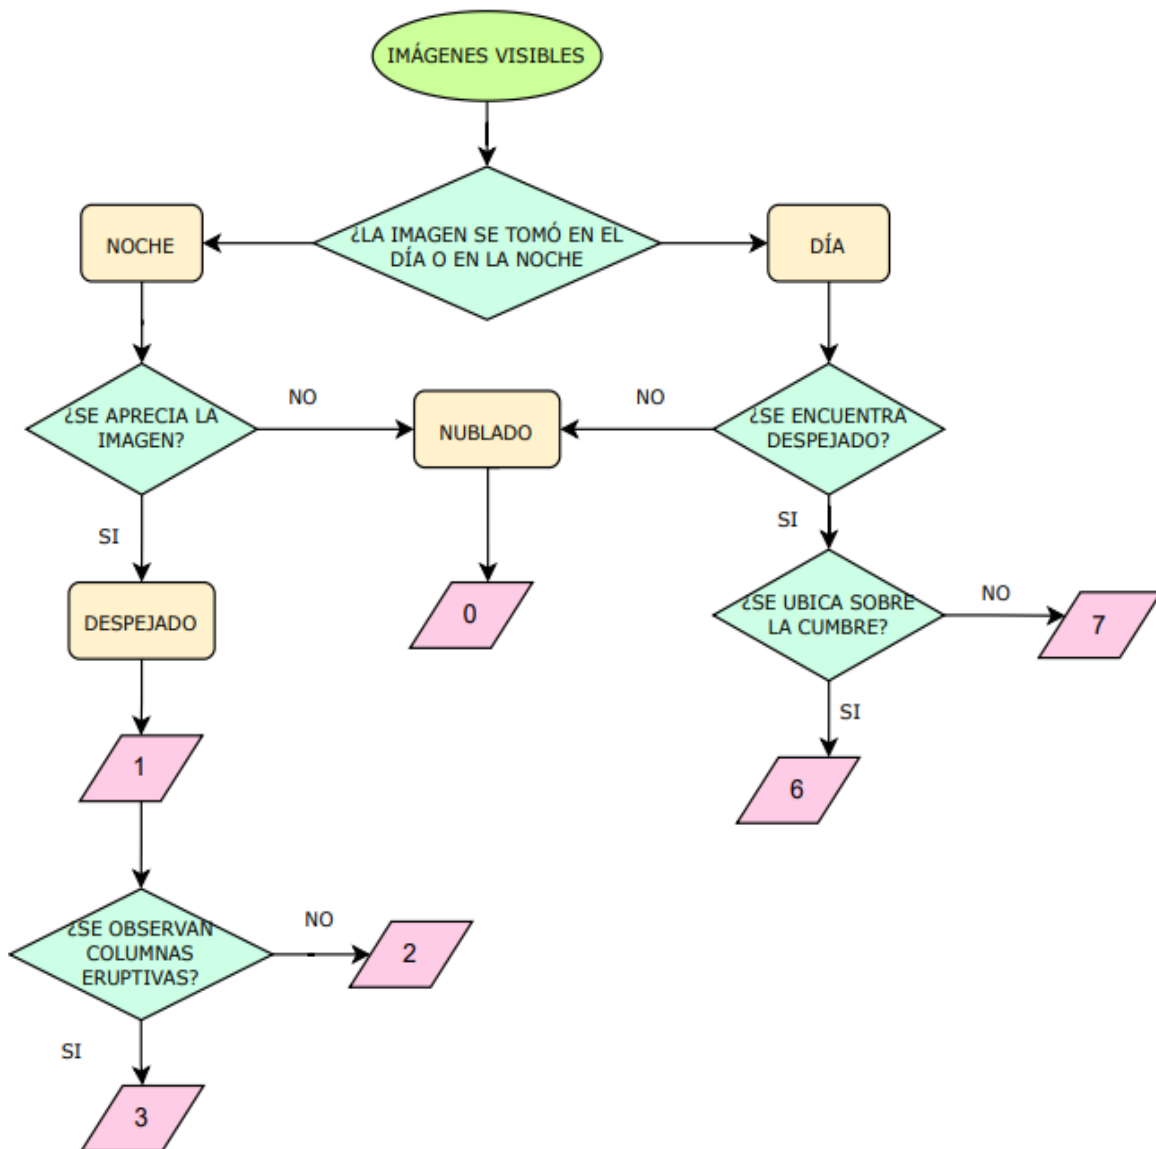 IMÁGENES VISIBLES
¿LA IMAGEN SE TOMÓ EN EL
DÍA O EN LA NOCHE
NOCHE
DÍA
¿SE APRECIA LA
IMAGEN?
NO
NUBLADO
NO
¿SE ENCUENTRA
DESPEJADO?
SI
SI
DESPEJADO
0
¿SE UBICA SOBRE
LA CUMBRE?
NO
7
SI
1
6
¿SE OBSERVAN
COLUMNAS
ERUPTIVAS?
NO
2
SI
3